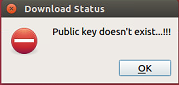 Download Status
Public key doesn't exist...!!!
OK